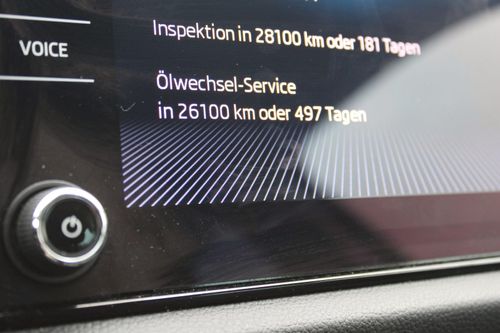 Inspektion in 28100 km oder 181 Tagen
VOICE
Ölwechsel-Service
in 26100 km oder 497 Tagen